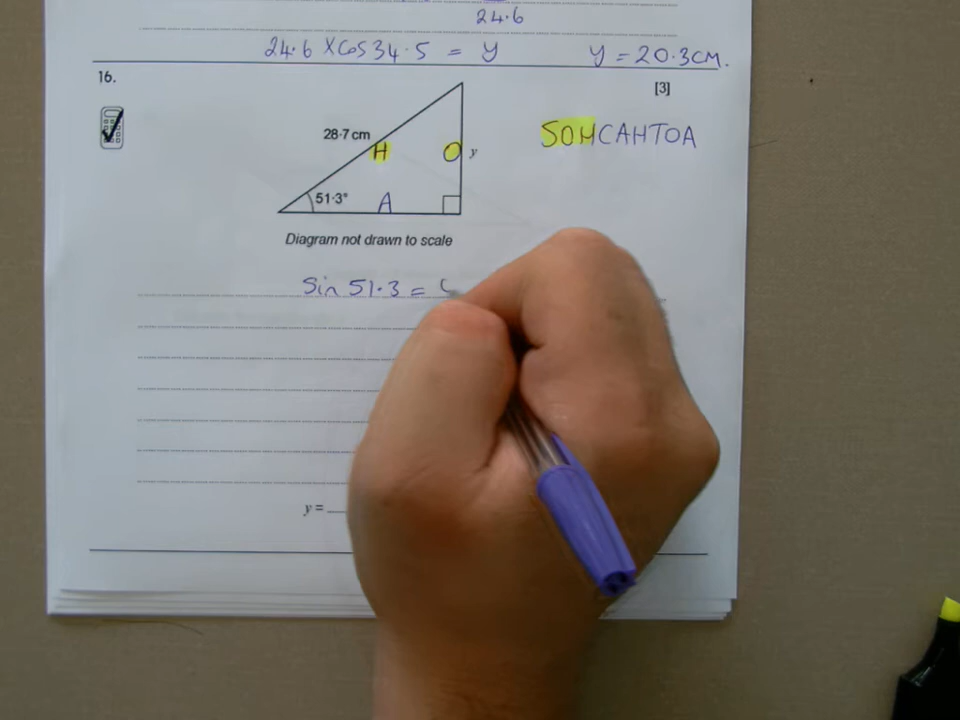 24.6
24.6 × Cos 34.5 = y y = 20.3cm.
16.
[3]
28·7 cm
H
O
y
SOHCAHTOA
51·3°
A
Diagram not drawn to scale
Sin 51.3 =
y =